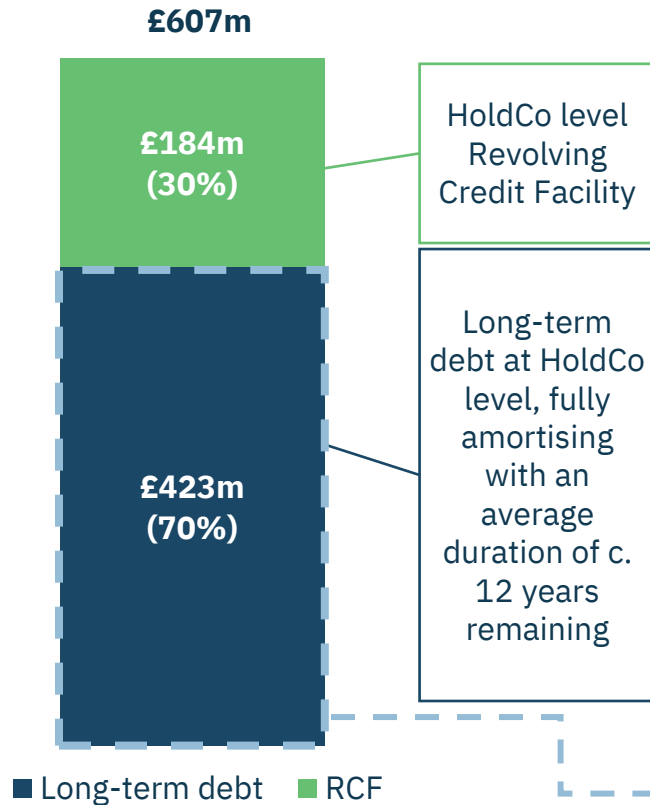 £607m
£184m
(30%)
HoldCo level
Revolving
Credit Facility
£423m
(70%)
Long-term
debt at HoldCo
level, fully
amortising
with an
average
duration of c.
12 years
remaining
Long-term debt RCF